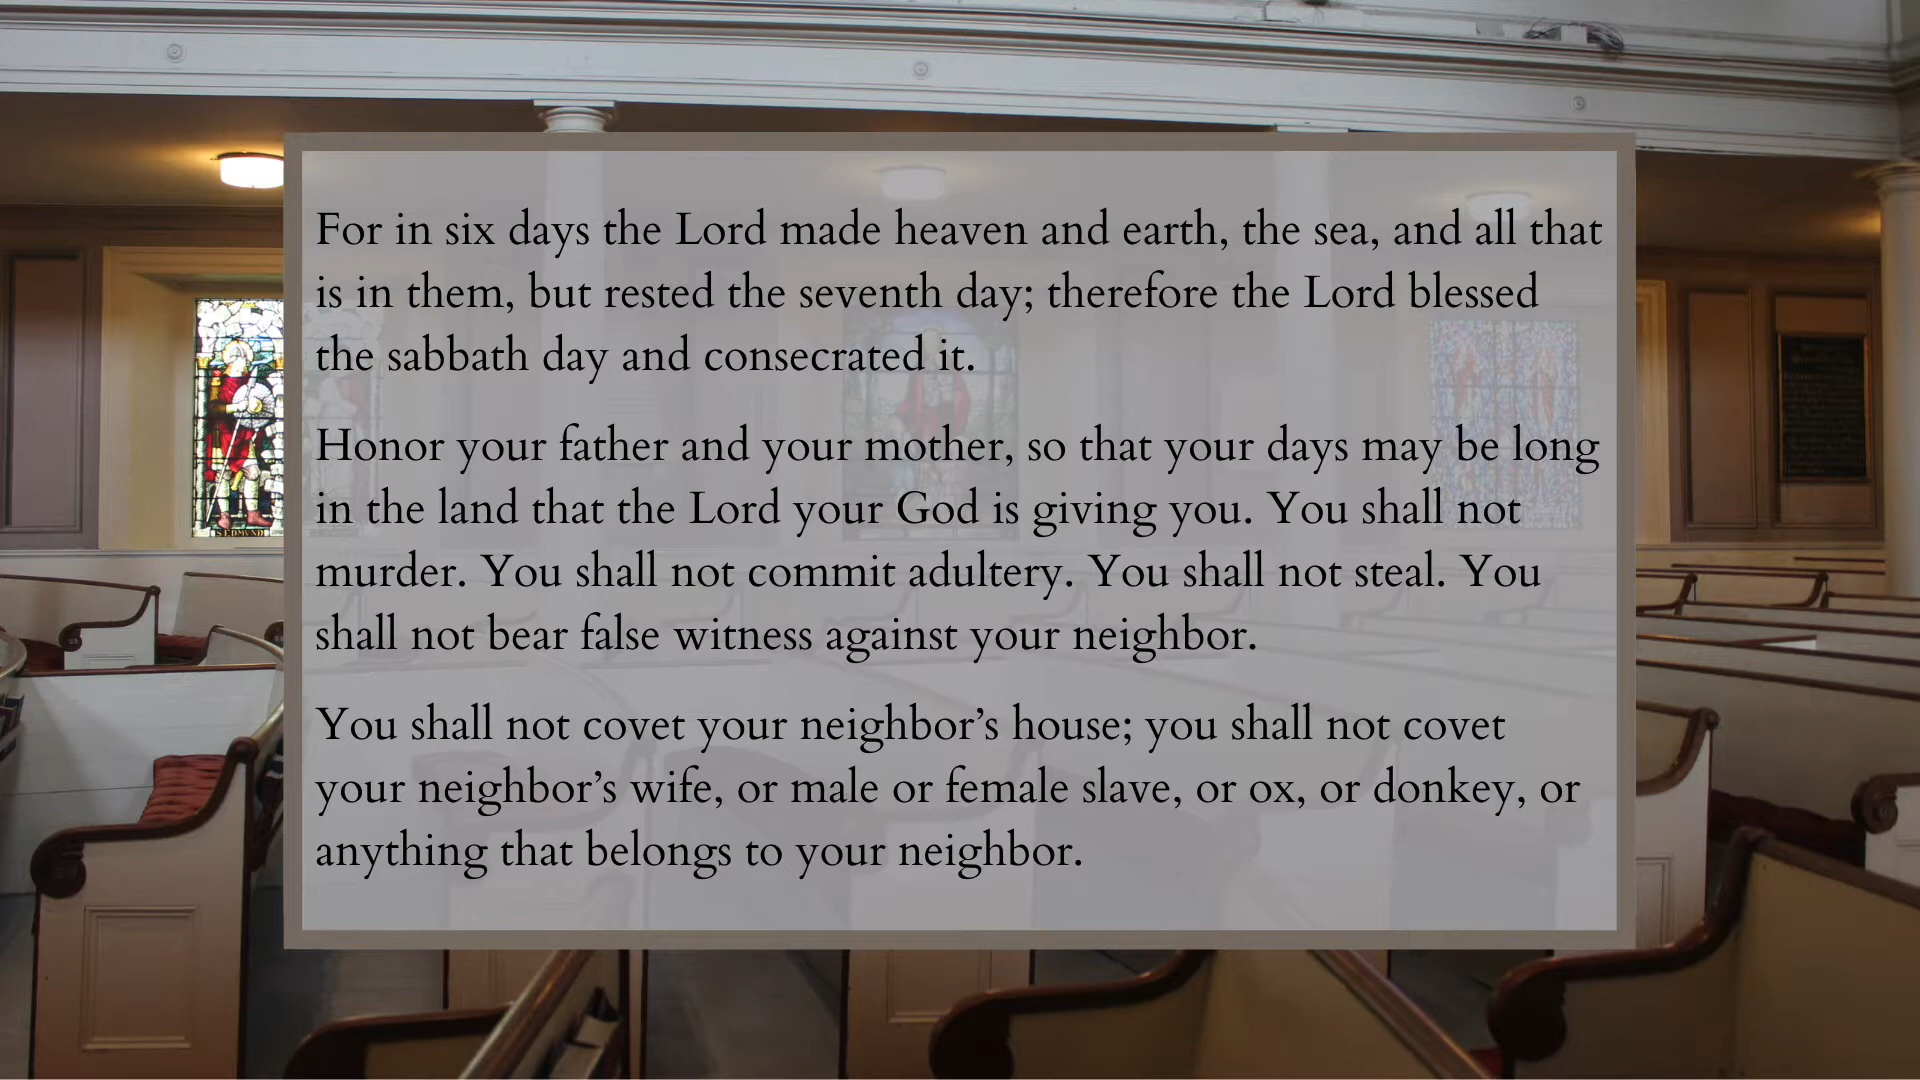 For in six days the Lord made heaven and earth, the sea, and all that
is in them, but rested the seventh day; therefore the Lord blessed
the sabbath day and consecrated it.
Honor your father and your mother, so that your days may be long
in the land that the Lord your God is giving you. You shall not
murder. You shall not commit adultery. You shall not steal. You
shall not bear false witness against your neighbor.
You shall not covet your neighbor’s house; you shall not covet
your neighbor’s wife, or male or female slave, or ox, or donkey, or
anything that belongs to your neighbor.
S EDMVND